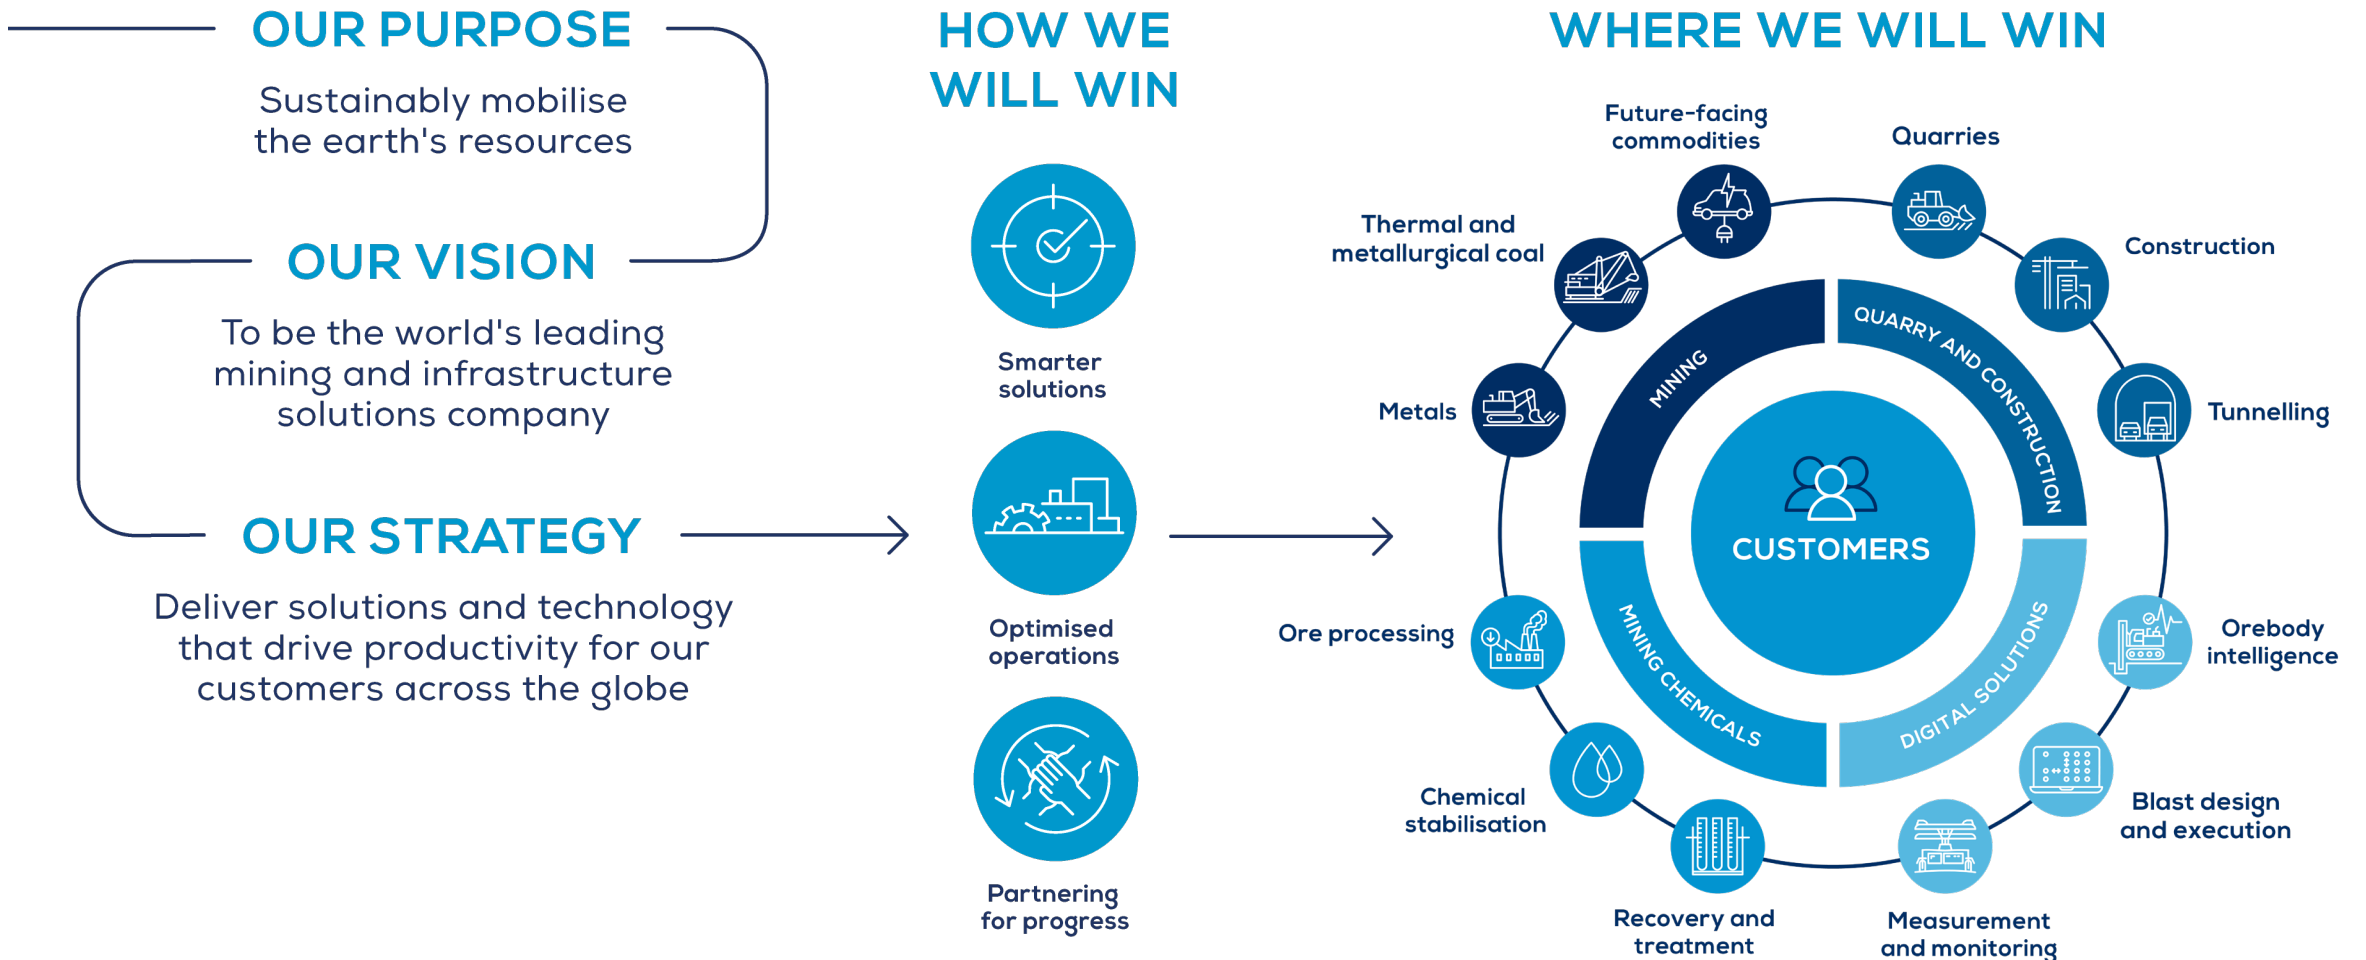 OUR PURPOSE
Sustainably mobilise
the earth's resources
OUR VISION
To be the world's leading
mining and infrastructure
solutions company
OUR STRATEGY
Deliver solutions and technology
that drive productivity for our
customers across the globe
HOW WE
WILL WIN
Smarter
solutions
Optimised
operations
Partnering
for progress
WHERE WE WILL WIN
Future-facing
commodities
Thermal and
metallurgical coal
Metals
MINING
Quarries
Construction
Tunnelling
QUARRY AND CONSTRUCTION
CUSTOMERS
Ore processing
Chemical
stabilisation
Recovery and
treatment
MINING CHEMICALS
DIGITAL SOLUTIONS
Orebody
intelligence
Blast design
and execution
Measurement
and monitoring